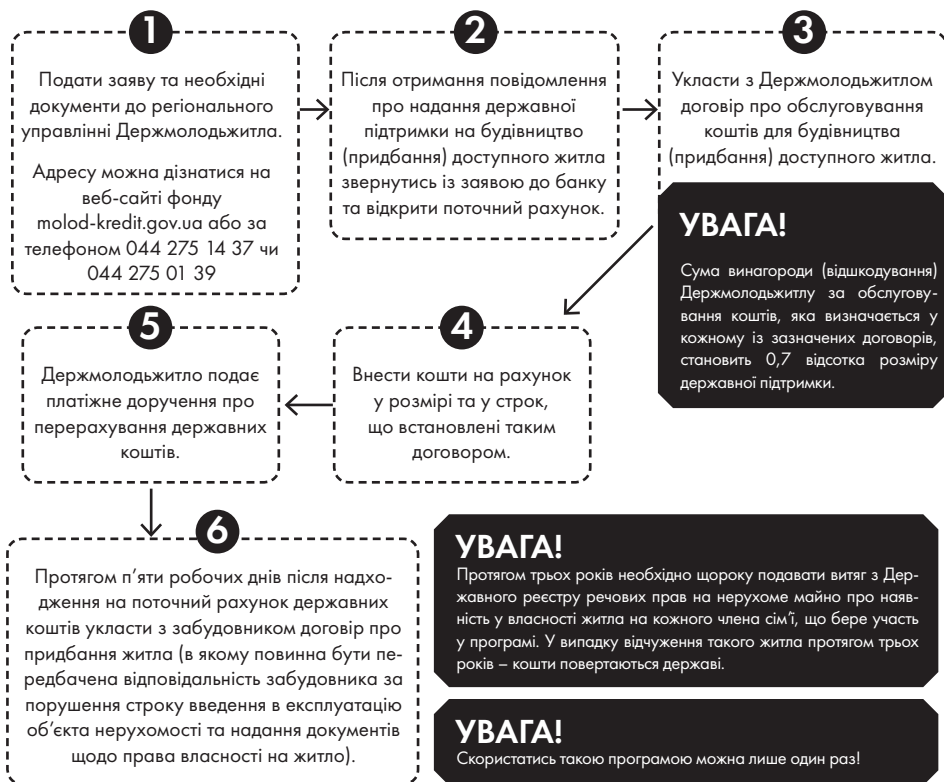 1
Подати заяву та необхідні
документи до регіонального
управлінні Держмолодьжитла.
Адресу можна дізнатися на
веб-сайті фонду
molod-kredit.gov.ua або за
телефоном 044 275 14 37 чи
044 275 01 39
2
Після отримання повідомлення
про надання державної
підтримки на будівництво
(придбання) доступного житла
звернутись із заявою до банку
та відкрити поточний рахунок.
3
Укласти з Держмолодьжитлом
договір про обслуговування
коштів для будівництва
(придбання) доступного житла.
УВАГА!
Сума винагороди (відшкодування)
Держмолодьжитлу за обслугову-
вання коштів, яка визначається у
кожному із зазначених договорів,
становить 0,7 відсотка розміру
державної підтримки.
4
Внести кошти на рахунок
у розмірі та у строк,
що встановлені таким
договором.
5
Держмолодьжитло подає
платіжне доручення про
перерахування державних
коштів.
6
Протягом п’яти робочих днів після надхо-
дження на поточний рахунок державних
коштів укласти з забудовником договір про
придбання житла (в якому повинна бути пе-
редбачена відповідальність забудовника за
порушення строку введення в експлуатацію
об’єкта нерухомості та надання документів
щодо права власності на житло).
УВАГА!
Протягом трьох років необхідно щороку подавати витяг з Дер-
жавного реєстру речових прав на нерухоме майно про наяв-
ність у власності житла на кожного члена сім’ї, що бере участь
у програмі. У випадку відчуження такого житла протягом трьох
років – кошти повертаються державі.
УВАГА!
Скористатись такою програмою можна лише один раз!